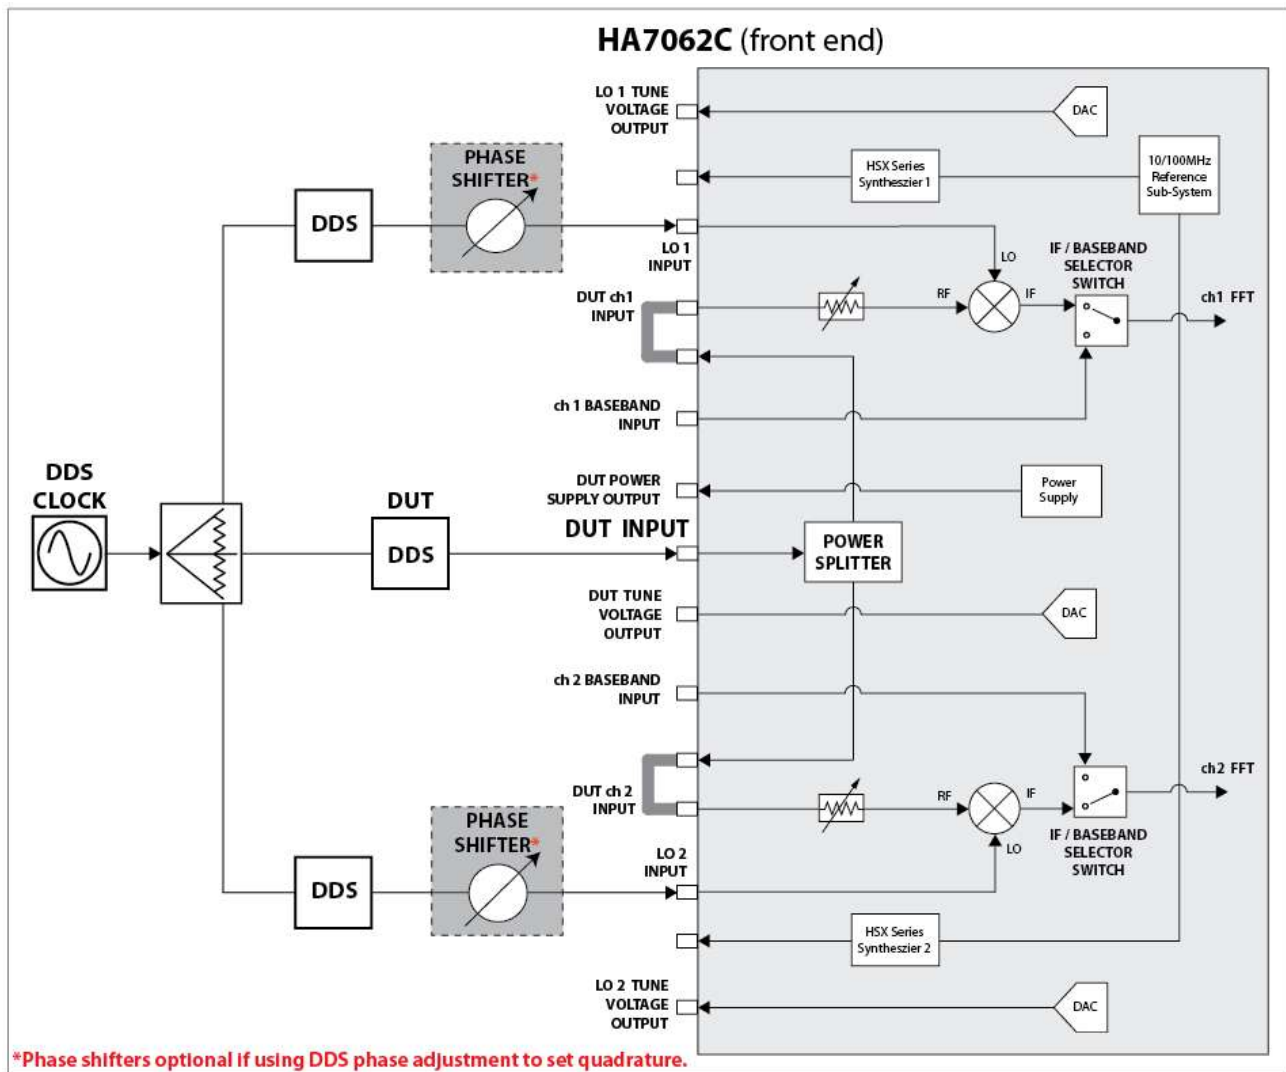 HA7062C (front end)
LO 1 TUNE
VOLTAGE
OUTPUT
DAC
PHASE
SHIFTER*
HSX Series
Syntheszier 1
10/100MHz
Reference
Sub-System
DDS
LO 1
INPUT
LO
IF / BASEBAND
SELECTOR
SWITCH
DUT ch1
INPUT
RF
IF
ch1 FFT
ch 1 BASEBAND
INPUT
DDS
CLOCK
DUT POWER
SUPPLY OUTPUT
Power
Supply
DUT
DDS
DUT INPUT
POWER
SPLITTER
DUT TUNE
VOLTAGE
OUTPUT
DAC
ch 2 BASEBAND
INPUT
DUT ch 2
INPUT
RF
IF
ch2 FFT
PHASE
SHIFTER*
LO
IF / BASEBAND
SELECTOR
SWITCH
LO 2
INPUT
DDS
HSX Series
Syntheszier 2
LO 2 TUNE
VOLTAGE
OUTPUT
DAC
*Phase shifters optional if using DDS phase adjustment to set quadrature.